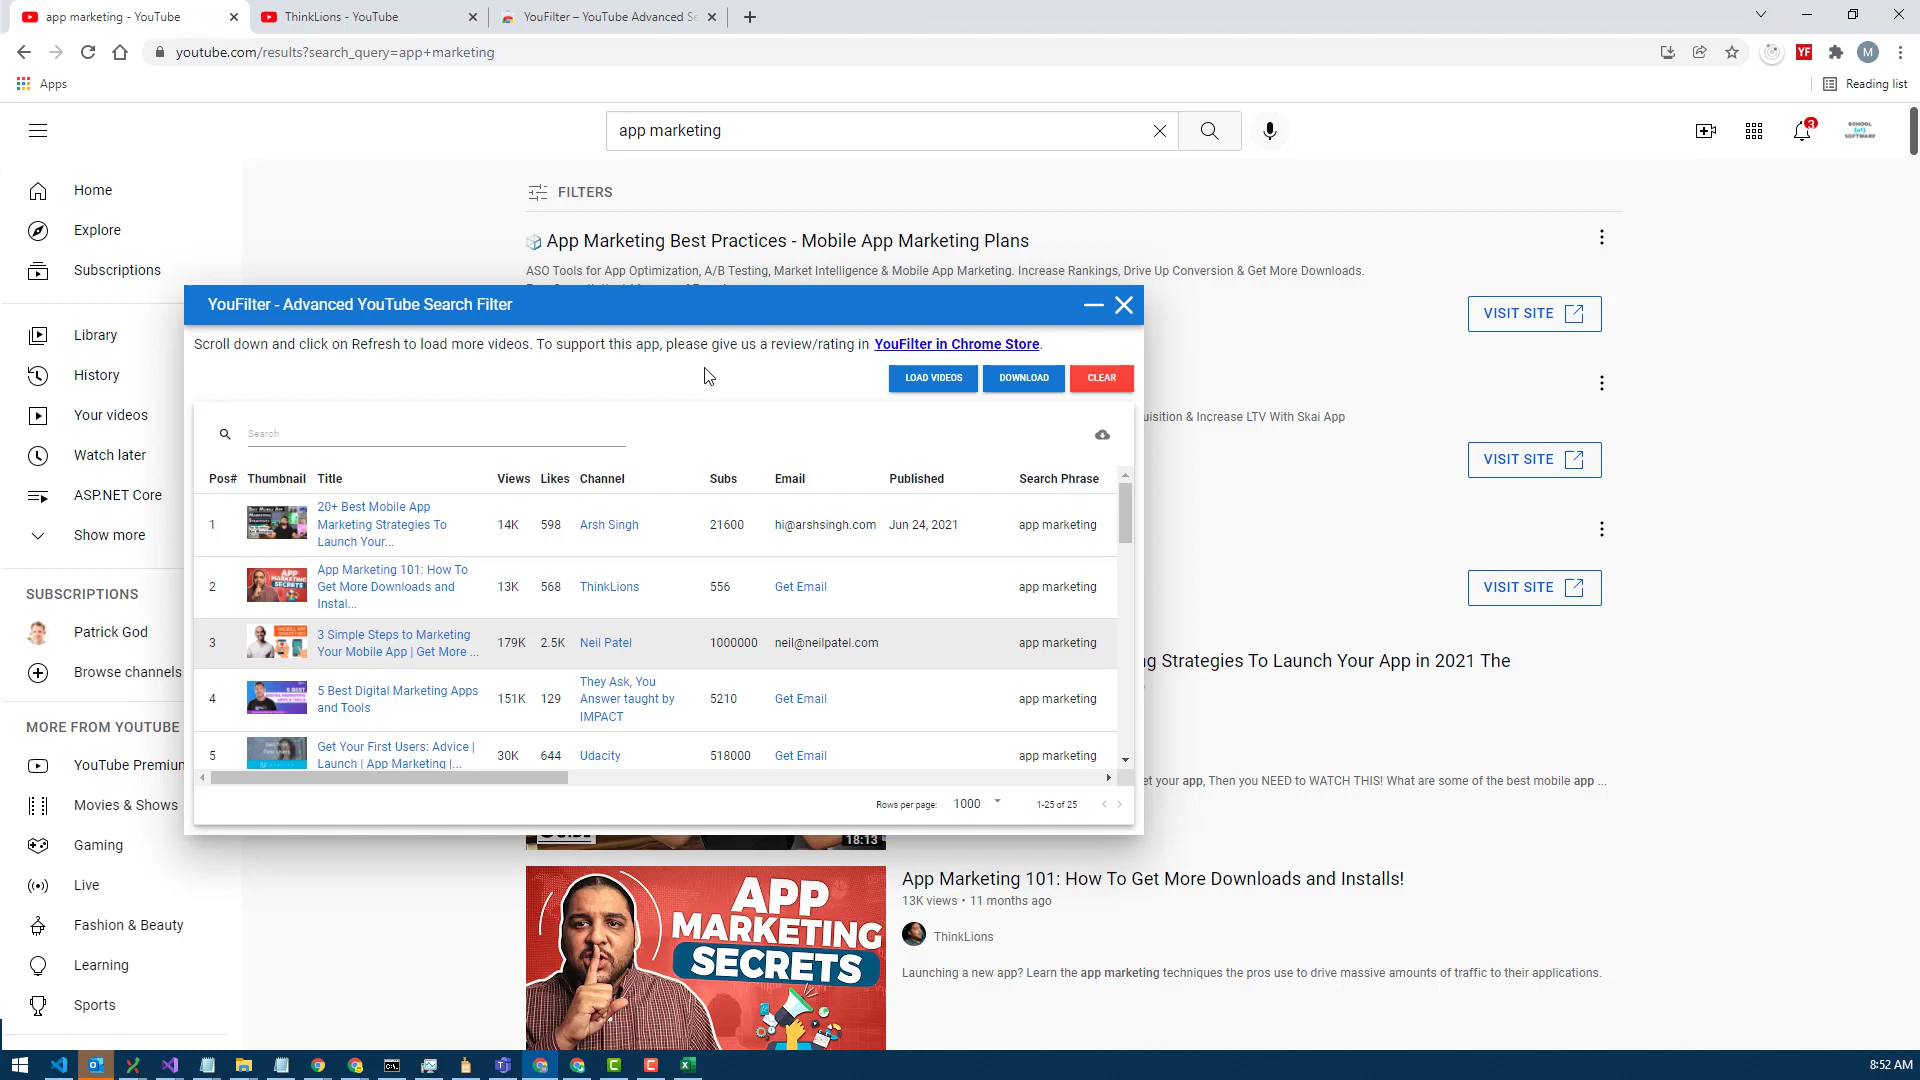 app marketing - YouTube
ThinkLions - YouTube
YouFilter – YouTube Advanced Se
youtube.com/results?search_query=app+marketing
YF
M
Apps
Reading list
app marketing
3
SCHOOL
{of}
SOFTWARE
Home
Explore
Subscriptions
Library
History
Your videos
Watch later
ASP.NET Core
Show more
SUBSCRIPTIONS
Patrick God
Browse channels
MORE FROM YOUTUBE
YouTube Premium
Movies & Shows
Gaming
Live
Fashion & Beauty
Learning
Sports
FILTERS
App Marketing Best Practices - Mobile App Marketing Plans
ASO Tools for App Optimization, A/B Testing, Market Intelligence & Mobile App Marketing. Increase Rankings, Drive Up Conversion & Get More Downloads.
VISIT SITE
YouFilter - Advanced YouTube Search Filter
Scroll down and click on Refresh to load more videos. To support this app, please give us a review/rating in YouFilter in Chrome Store.
LOAD VIDEOS
DOWNLOAD
CLEAR
Search
Pos# Thumbnail Title Views Likes Channel Subs Email Published Search Phrase
1 20+ Best Mobile App Marketing Strategies To Launch Your... 14K 598 Arsh Singh 21600 hi@arshsingh.com Jun 24, 2021 app marketing
2 App Marketing 101: How To Get More Downloads and Instal... 13K 568 ThinkLions 556 Get Email app marketing
3 3 Simple Steps to Marketing Your Mobile App | Get More ... 179K 2.5K Neil Patel 1000000 neil@neilpatel.com app marketing
4 5 Best Digital Marketing Apps and Tools 151K 129 They Ask, You Answer taught by IMPACT 5210 Get Email app marketing
5 Get Your First Users: Advice | Launch | App Marketing |... 30K 644 Udacity 518000 Get Email app marketing
Rows per page: 1000 1-25 of 25
uisition & Increase LTV With Skai App
VISIT SITE
VISIT SITE
g Strategies To Launch Your App in 2021 The
et your app, Then you NEED to WATCH THIS! What are some of the best mobile app ...
18:13
APP
MARKETING
SECRETS
App Marketing 101: How To Get More Downloads and Installs!
13K views • 11 months ago
ThinkLions
Launching a new app? Learn the app marketing techniques the pros use to drive massive amounts of traffic to their applications.
8:52 AM